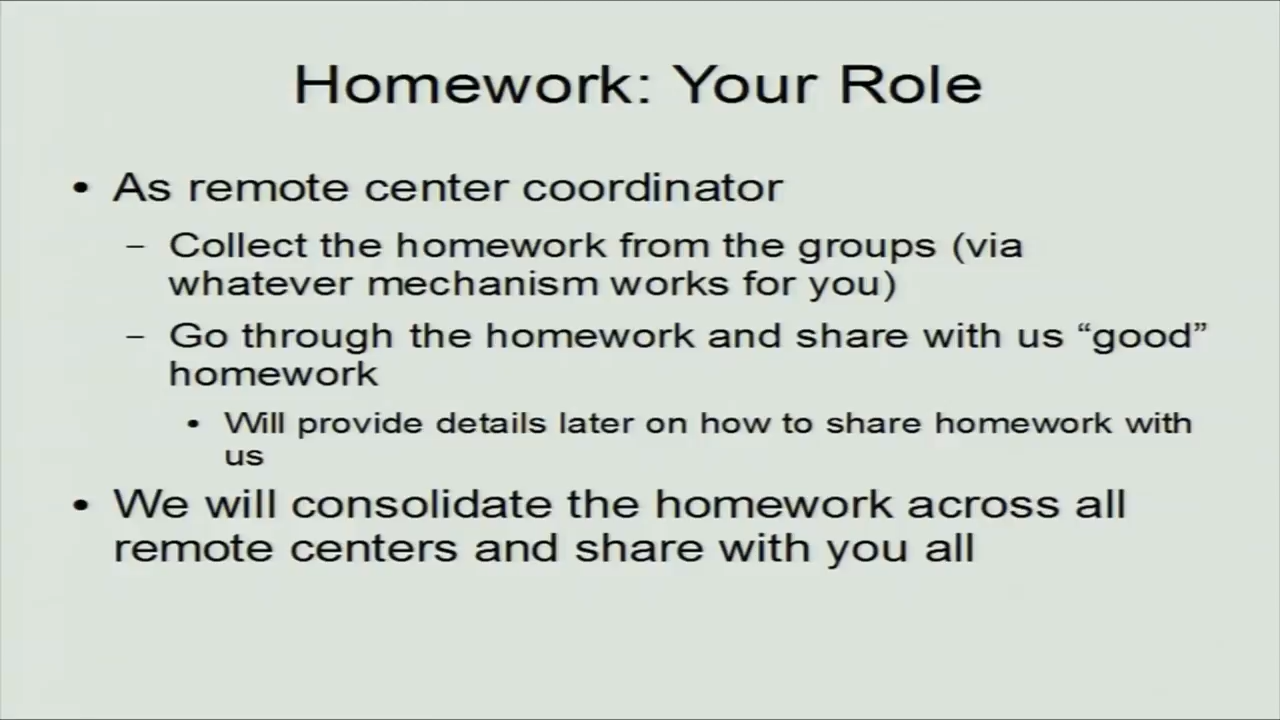 Homework: Your Role
• As remote center coordinator
– Collect the homework from the groups (via
whatever mechanism works for you)
– Go through the homework and share with us “good”
homework
• Will provide details later on how to share homework with
us
• We will consolidate the homework across all
remote centers and share with you all